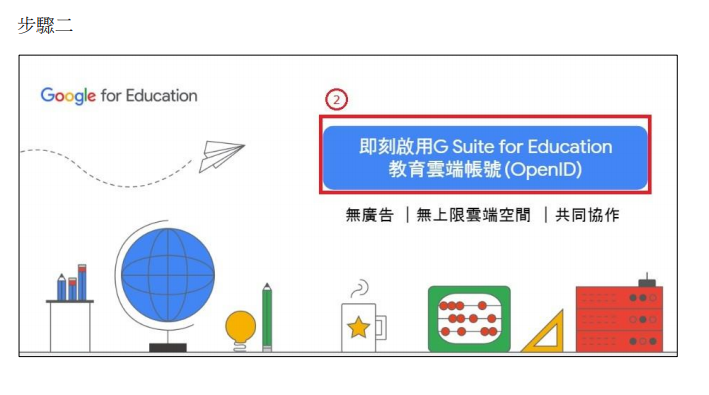 步驟二
Google for Education
2
即刻啟用G Suite for Education
教育雲端帳號(OpenID)
無廣告 | 無上限雲端空間 | 共同協作